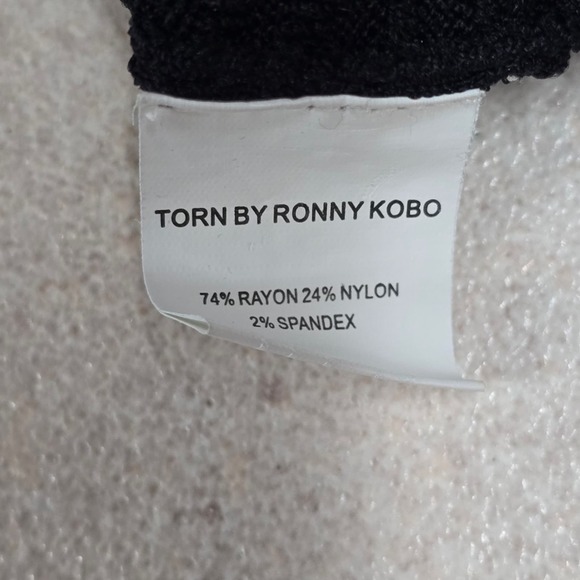 TORN BY RONNY KOBO
74% RAYON 24% NYLON
2% SPANDEX